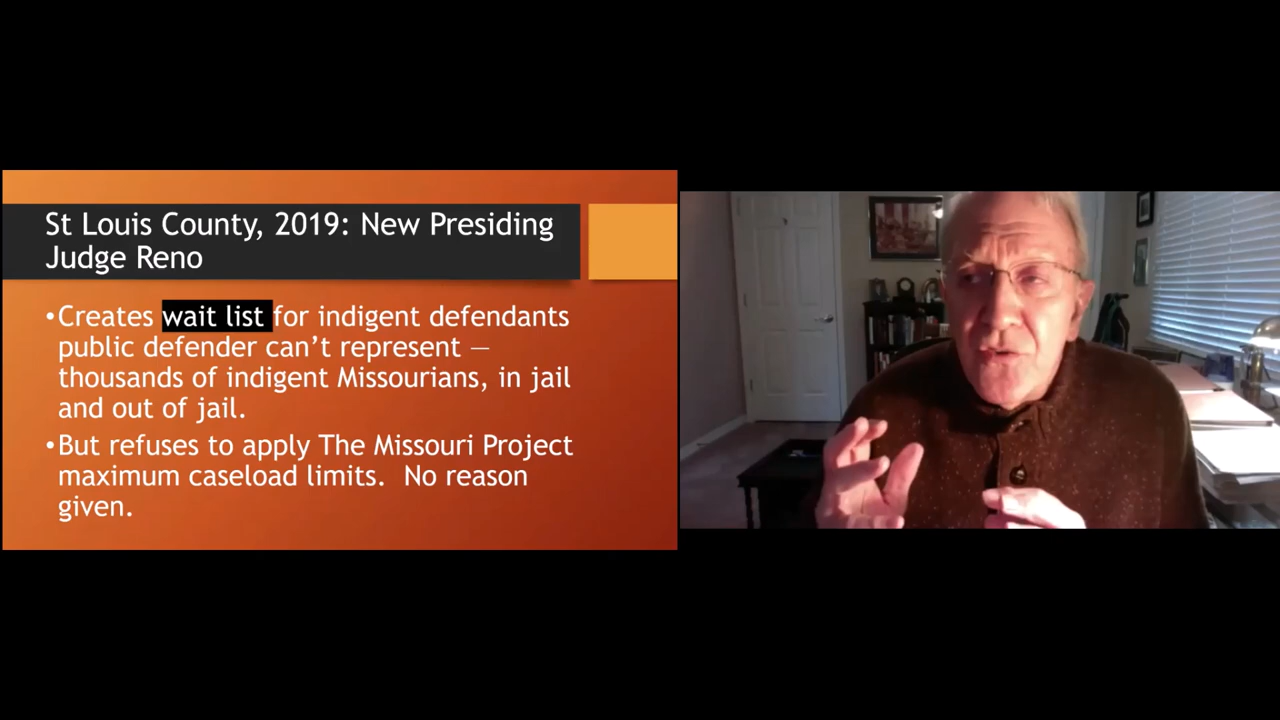 St Louis County, 2019: New Presiding
Judge Reno
•Creates wait list for indigent defendants
public defender can’t represent —
thousands of indigent Missourians, in jail
and out of jail.
•But refuses to apply The Missouri Project
maximum caseload limits.  No reason
given.